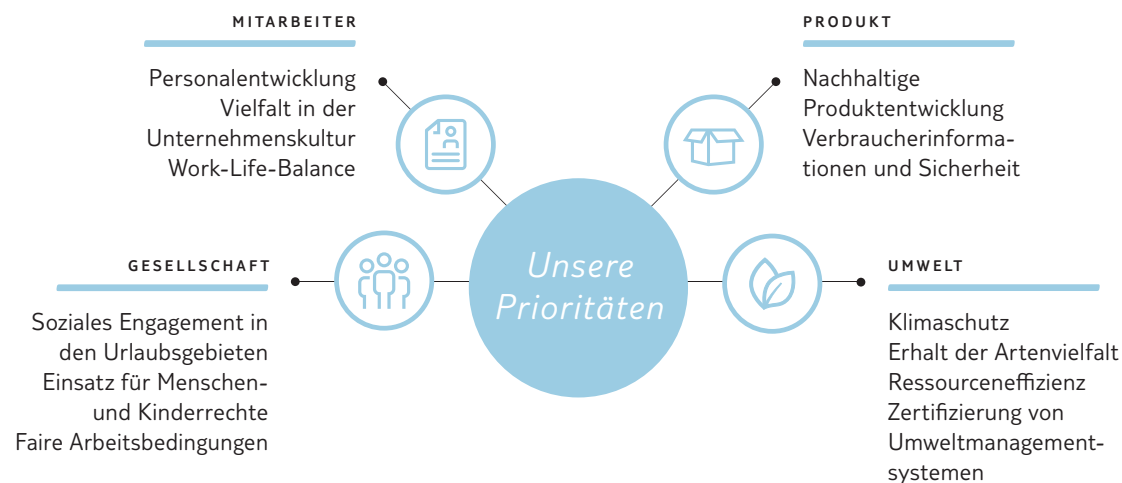 MITARBEITER
Personalentwicklung
Vielfalt in der
Unternehmenskultur
Work-Life-Balance
PRODUKT
Nachhaltige
Produktentwicklung
Verbraucherinforma-
tionen und Sicherheit
Unsere
Prioritäten
GESELLSCHAFT
Soziales Engagement in
den Urlaubsgebieten
Einsatz für Menschen-
und Kinderrechte
Faire Arbeitsbedingungen
UMWELT
Klimaschutz
Erhalt der Artenvielfalt
Ressourceneffizienz
Zertifizierung von
Umweltmanagement-
systemen